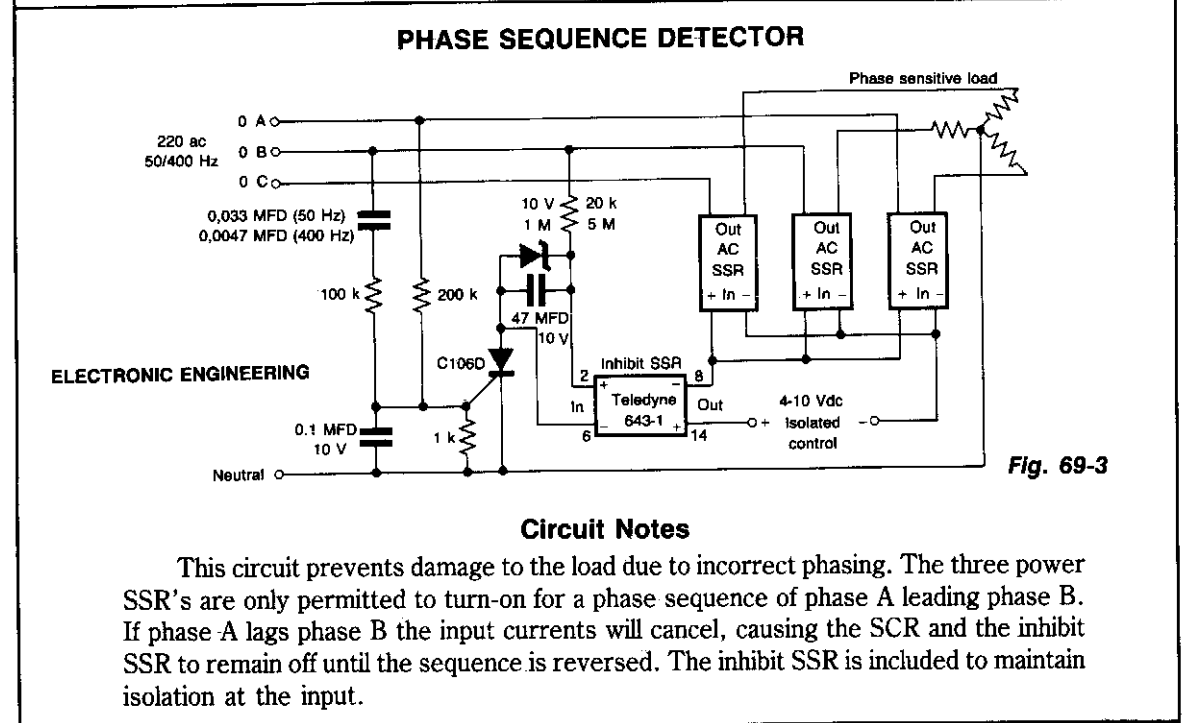 PHASE SEQUENCE DETECTOR
Phase sensitive load
0 A
220 ac
50/400 Hz
0 B
0 C
0,033 MFD (50 Hz)
0,0047 MFD (400 Hz)
10 V
1 M
20 k
5 M
Out
AC
SSR
+ In -
Out
AC
SSR
+ In -
Out
AC
SSR
+ In -
100 k
200 k
47 MFD
10 V
C106D
ELECTRONIC ENGINEERING
Inhibit SSR
2
+
-
8
In
Teledyne
643-1
Out
6
-
+
14
+
4-10 Vdc
Isolated
control
-
0.1 MFD
10 V
1 k
Neutral
Fig. 69-3
Circuit Notes
This circuit prevents damage to the load due to incorrect phasing. The three power
SSR's are only permitted to turn-on for a phase sequence of phase A leading phase B.
If phase A lags phase B the input currents will cancel, causing the SCR and the inhibit
SSR to remain off until the sequence is reversed. The inhibit SSR is included to maintain
isolation at the input.